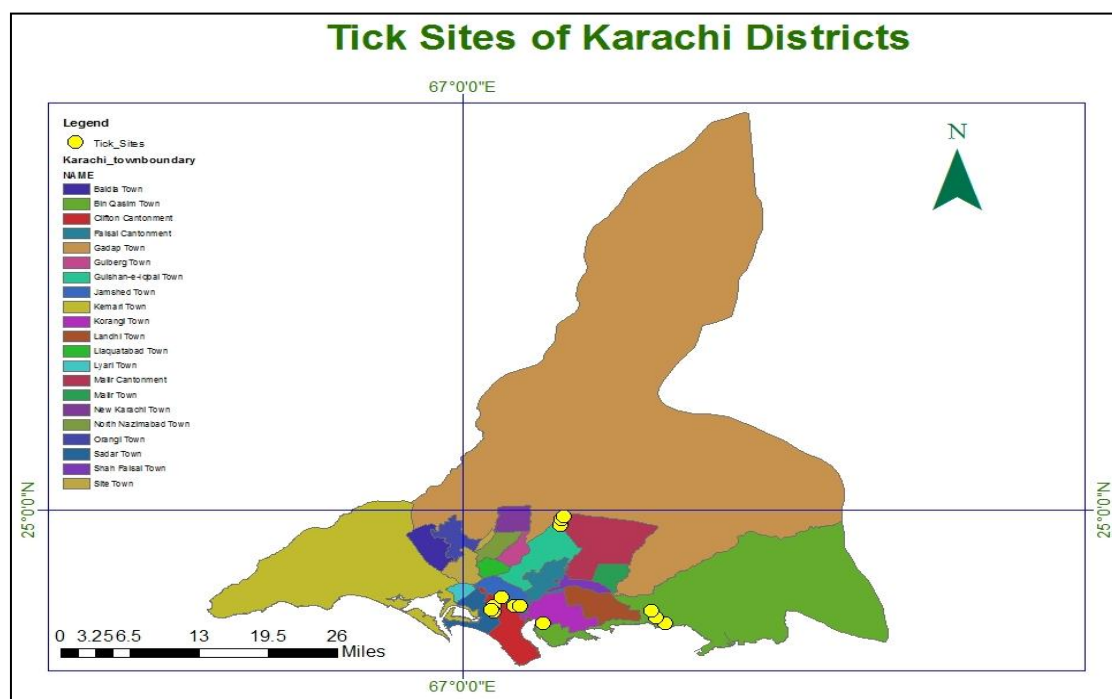 Tick Sites of Karachi Districts
67°0'0"E
N
Legend
Tick_Sites
Karachi_townboundary
NAME
Baldia Town
Bin Qasim Town
Clifton Cantonment
Faisal Cantonment
Gadap Town
Gulberg Town
Gulshan-e-Iqbal Town
Jamshed Town
Kemari Town
Korangi Town
Landhi Town
Liaquatabad Town
Lyari Town
Malir Cantonment
Malir Town
New Karachi Town
North Nazimabad Town
Orangi Town
Sadar Town
Shah Faisal Town
Site Town
25°0'0"N
25°0'0"N
0 3.25 6.5 13 19.5 26
Miles
67°0'0"E